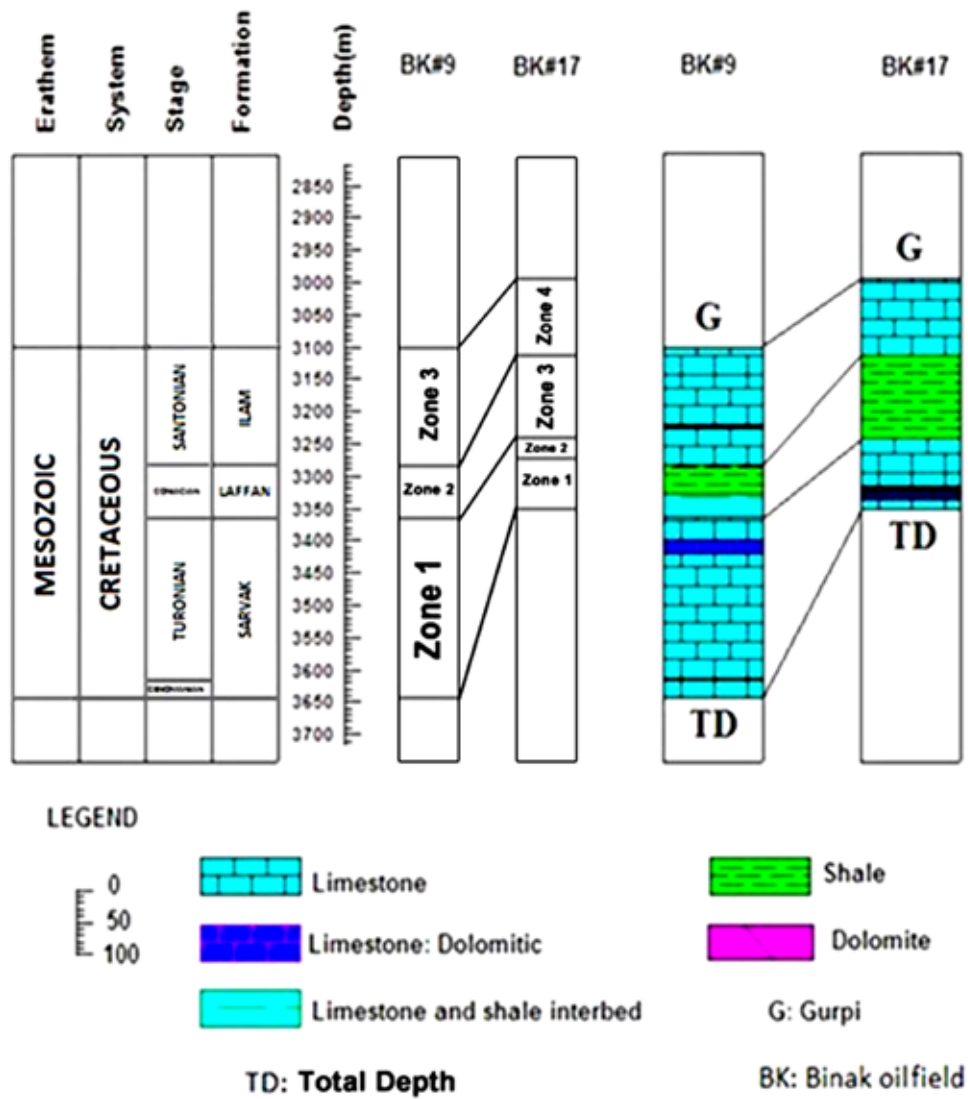 Erathem
System
Stage
Formation
Depth(m)
BK#9
BK#17
BK#9
BK#17
MESOZOIC
CRETACEOUS
SANTONIAN
TURONIAN
ILAM
LAFFAN
SARVAK
2850
2900
2950
3000
3050
3100
3150
3200
3250
3300
3350
3400
3450
3500
3550
3600
3650
3700
Zone 3
Zone 2
Zone 1
Zone 4
Zone 3
Zone 2
Zone 1
G
TD
G
TD
LEGEND
0
50
100
Limestone
Limestone: Dolomitic
Limestone and shale interbed
Shale
Dolomite
G: Gurpi
TD: Total Depth
BK: Binak oilfield